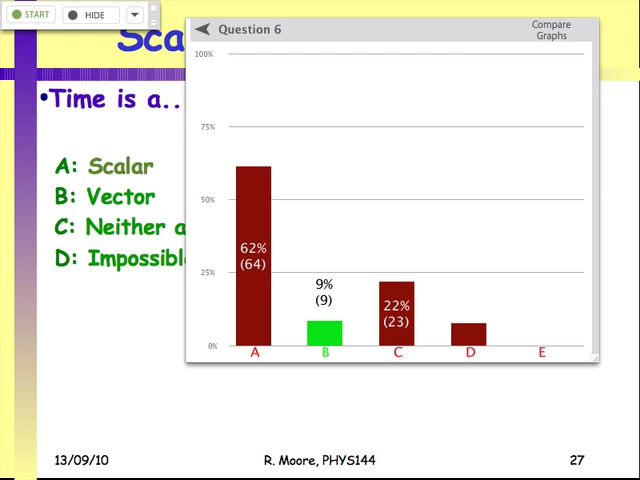 START HIDE
Sca
Question 6
Compare
Graphs
•Time is a..
A: Scalar
B: Vector
C: Neither a
D: Impossibl
100%
75%
50%
25%
0%
62%
(64)
9%
(9)
22%
(23)
A B C D E
13/09/10 R. Moore, PHYS144 27